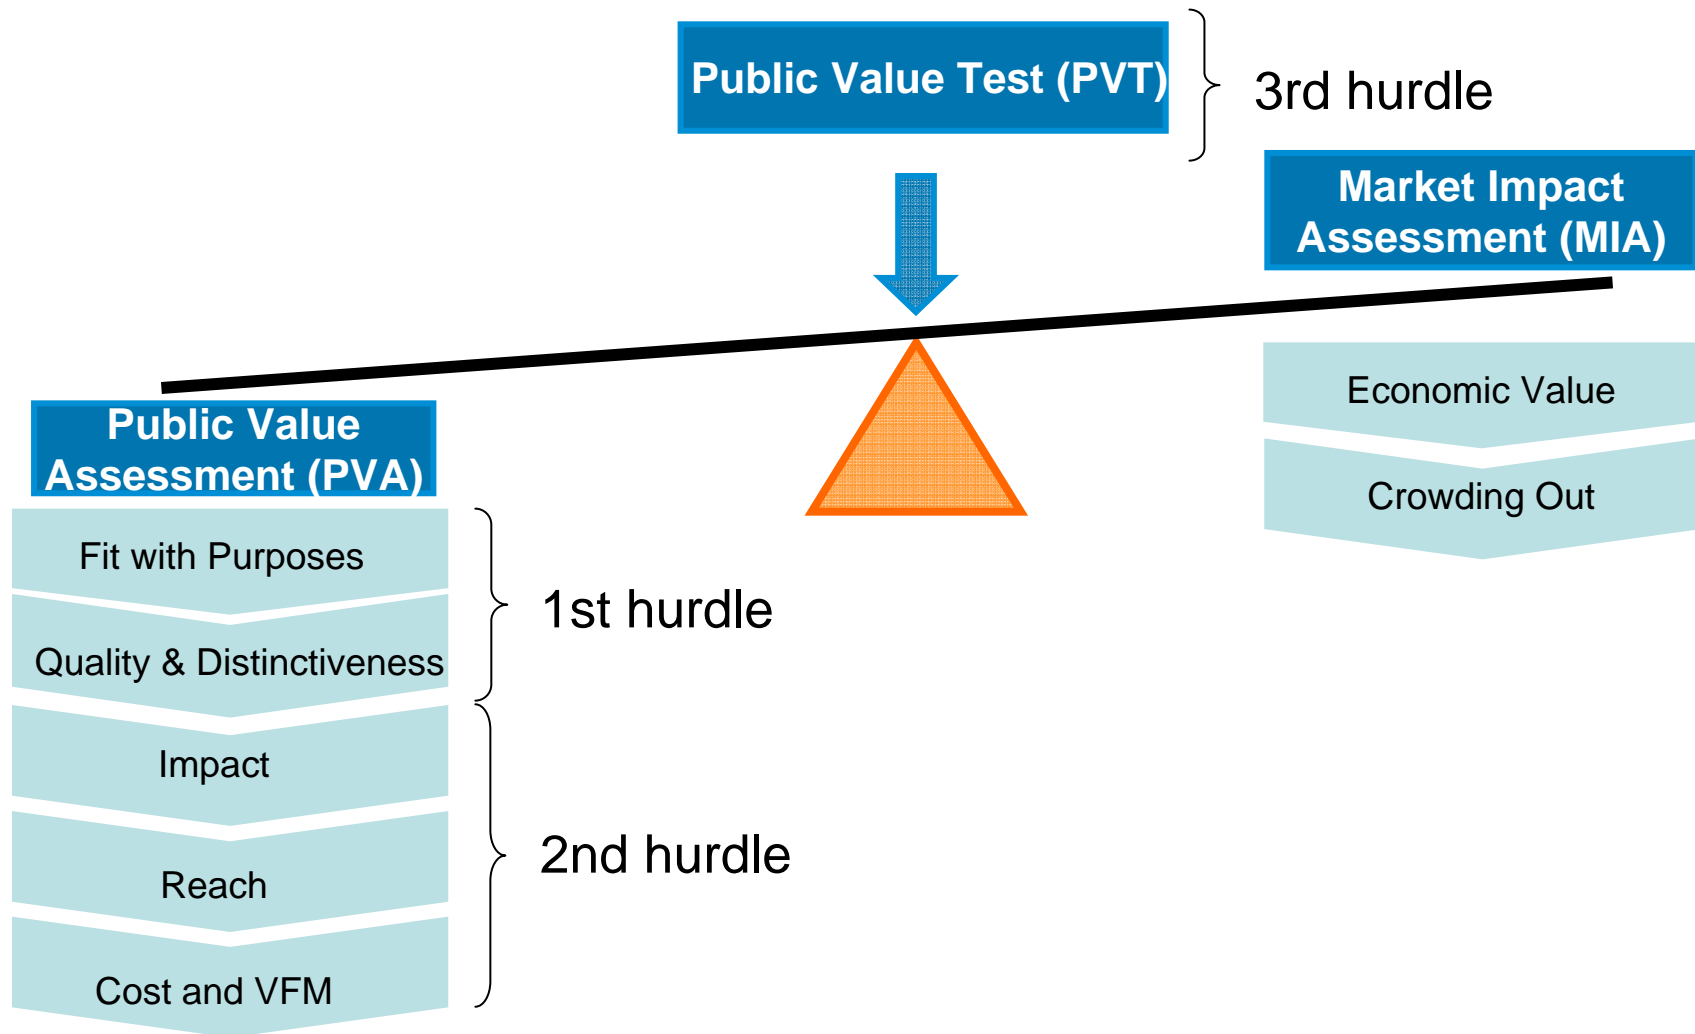 Public Value Test (PVT)
3rd hurdle
Market Impact
Assessment (MIA)
Economic Value
Crowding Out
Public Value
Assessment (PVA)
Fit with Purposes
Quality & Distinctiveness
1st hurdle
Impact
Reach
Cost and VFM
2nd hurdle